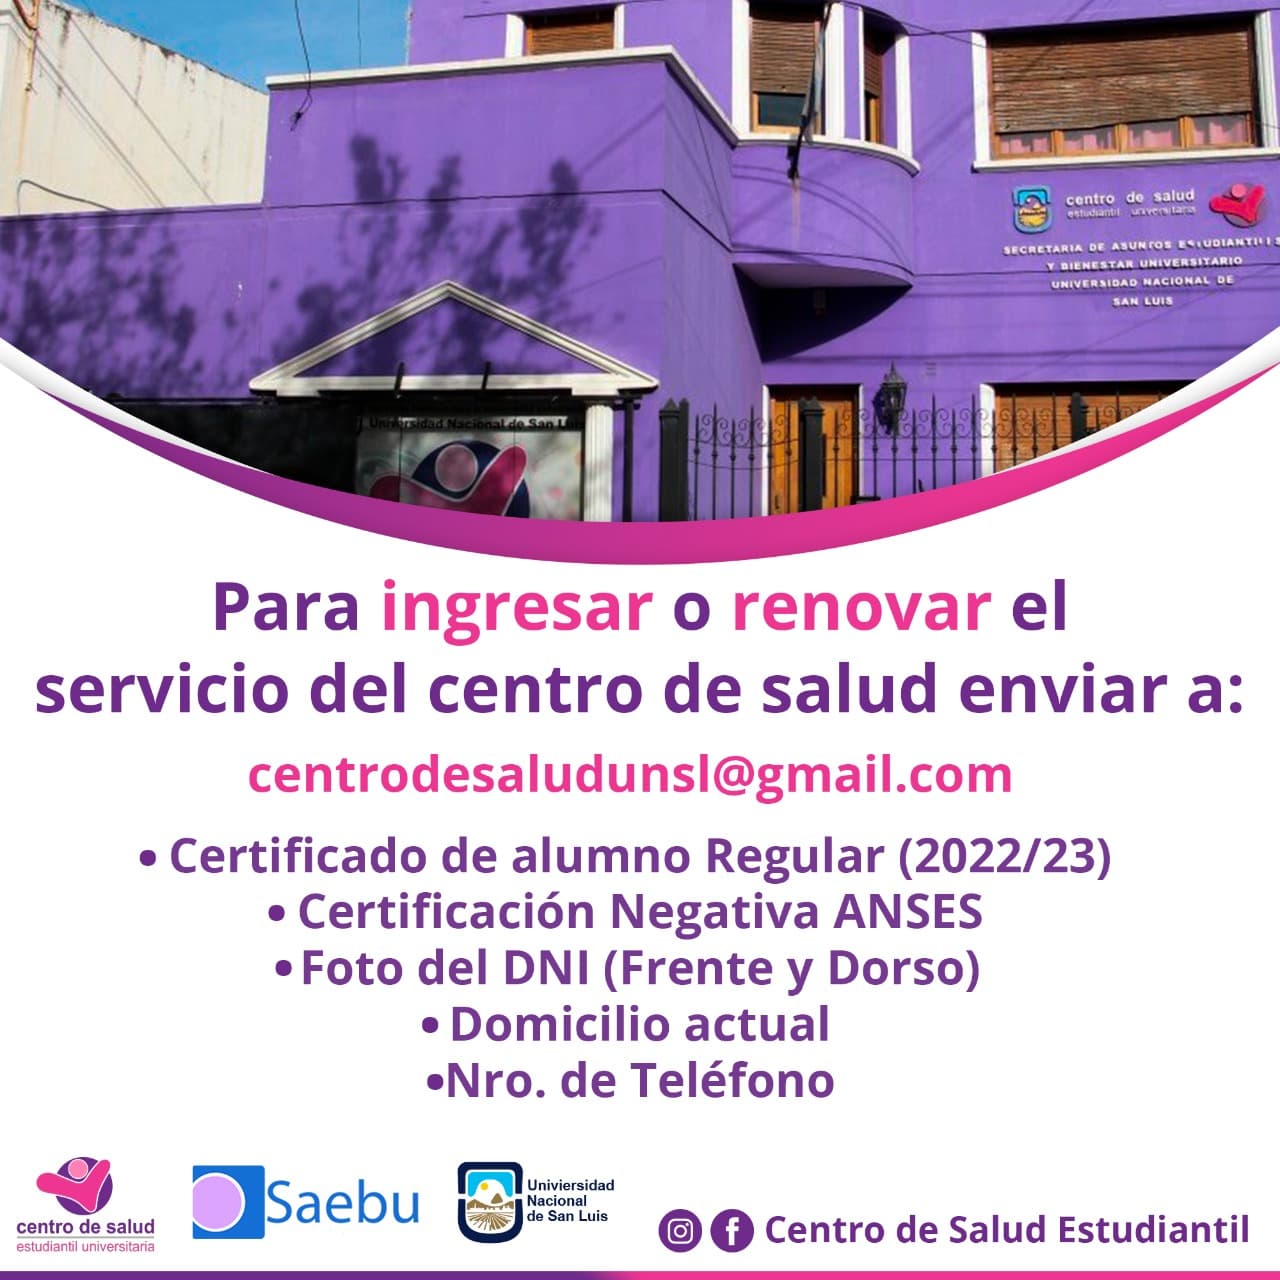 centro de salud
estudiantil universitaria
SECRETARIA DE ASUNTOS ESTUDIANTILES
Y BIENESTAR UNIVERSITARIO
UNIVERSIDAD NACIONAL DE
SAN LUIS
Universidad Nacional de San Luis
Para ingresar o renovar el
servicio del centro de salud enviar a:
centrodesaludunsl@gmail.com
• Certificado de alumno Regular (2022/23)
• Certificación Negativa ANSES
• Foto del DNI (Frente y Dorso)
• Domicilio actual
•Nro. de Teléfono
centro de salud
estudiantil universitaria
Saebu
Univiersidad
Nacional
de San Luis
Centro de Salud Estudiantil